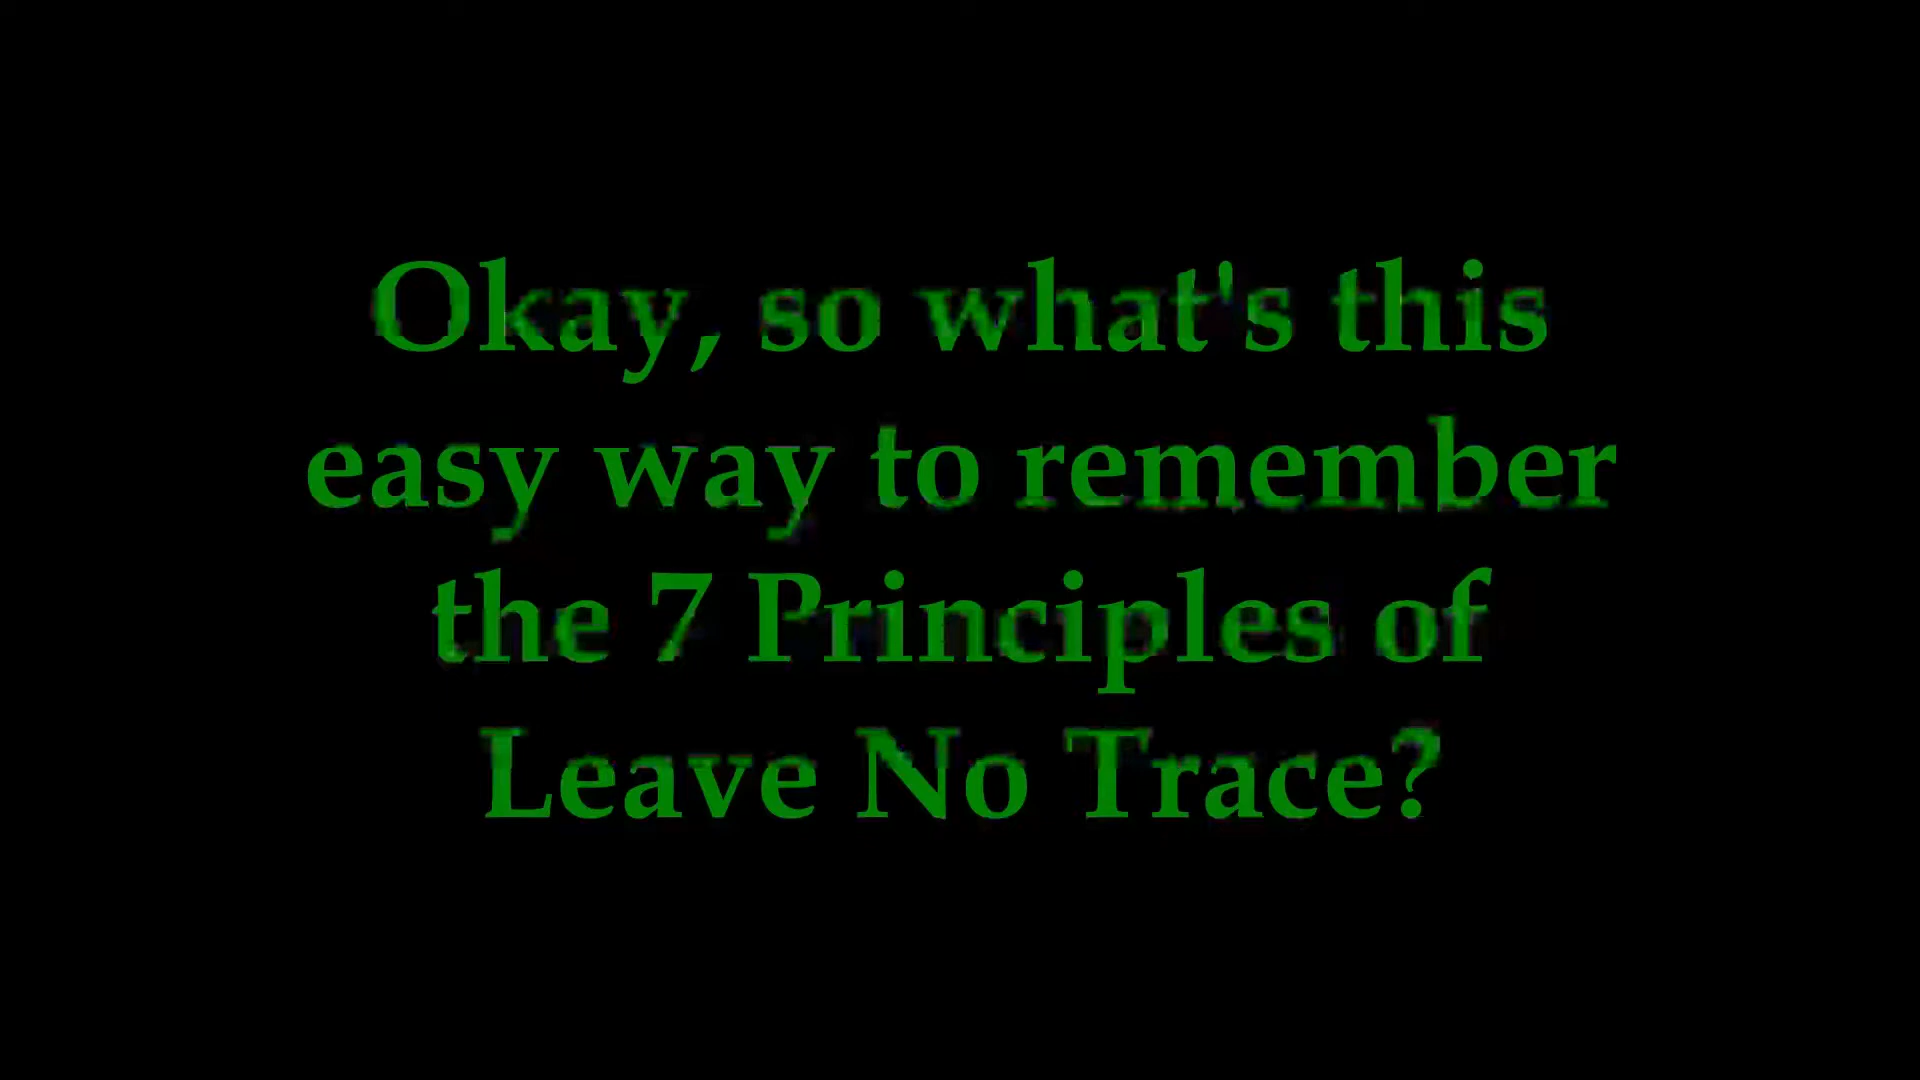 Okay, so what's this
easy way to remember
the 7 Principles of
Leave No Trace?